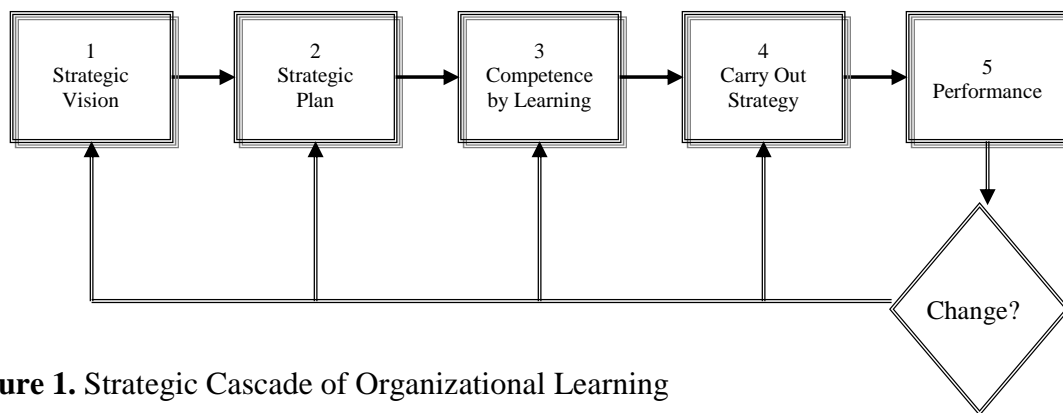 1
Strategic
Vision
2
Strategic
Plan
3
Competence
by Learning
4
Carry Out
Strategy
5
Performance
Change?
ure 1. Strategic Cascade of Organizational Learning